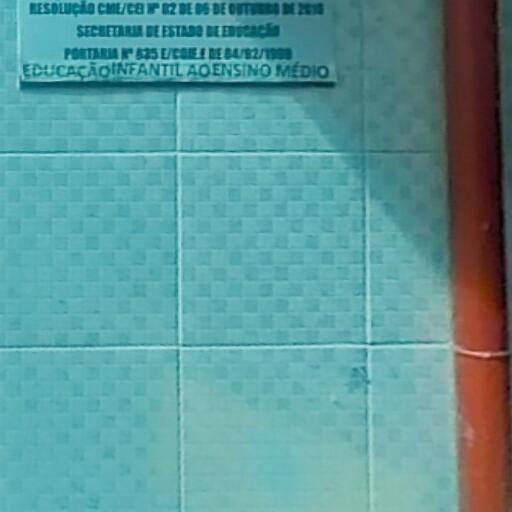 RESOLUÇÃO CME/CEI Nº 02 DE 06 DE OUTUBRO DE 2010
SECRETARIA DE ESTADO DE EDUCAÇÃO
PORTARIA Nº 635 E/COIE.E DE 04/02/1998
EDUCAÇÃO INFANTIL AO ENSINO MÉDIO